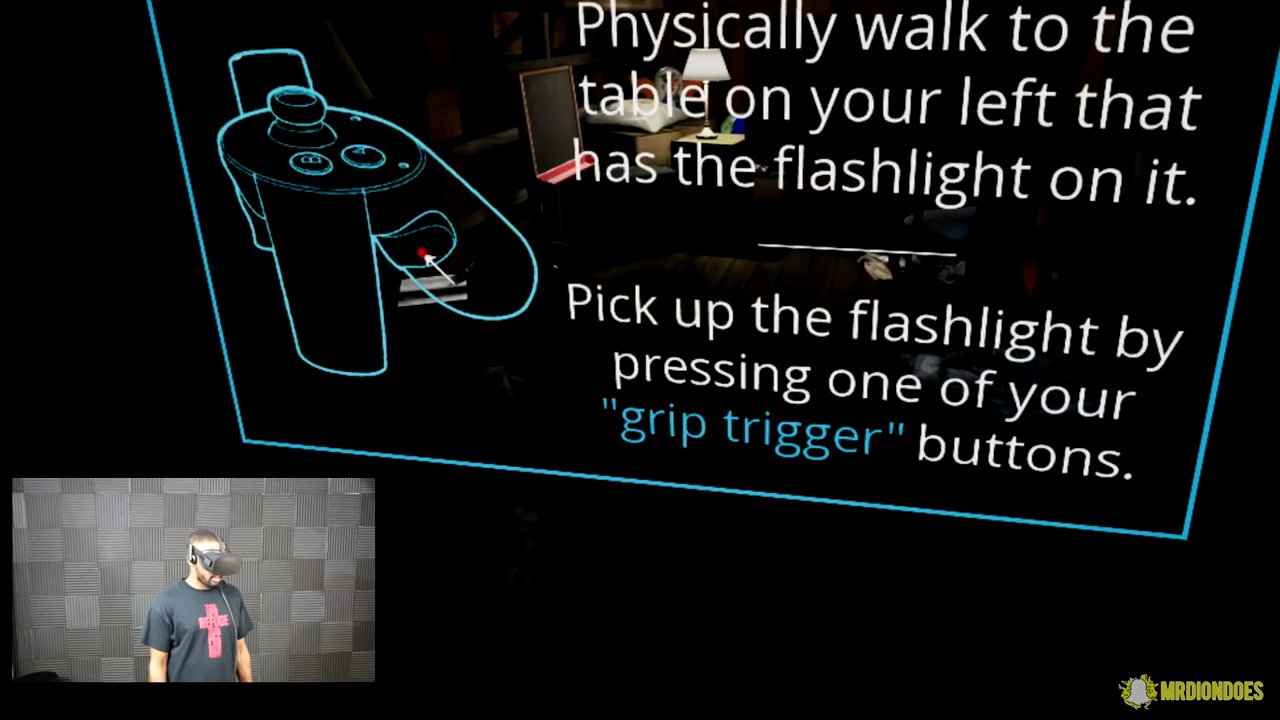 Physically walk to the
table on your left that
has the flashlight on it.
Pick up the flashlight by
pressing one of your
"grip trigger" buttons.
B
A
REFUGE
MRDIONDOES